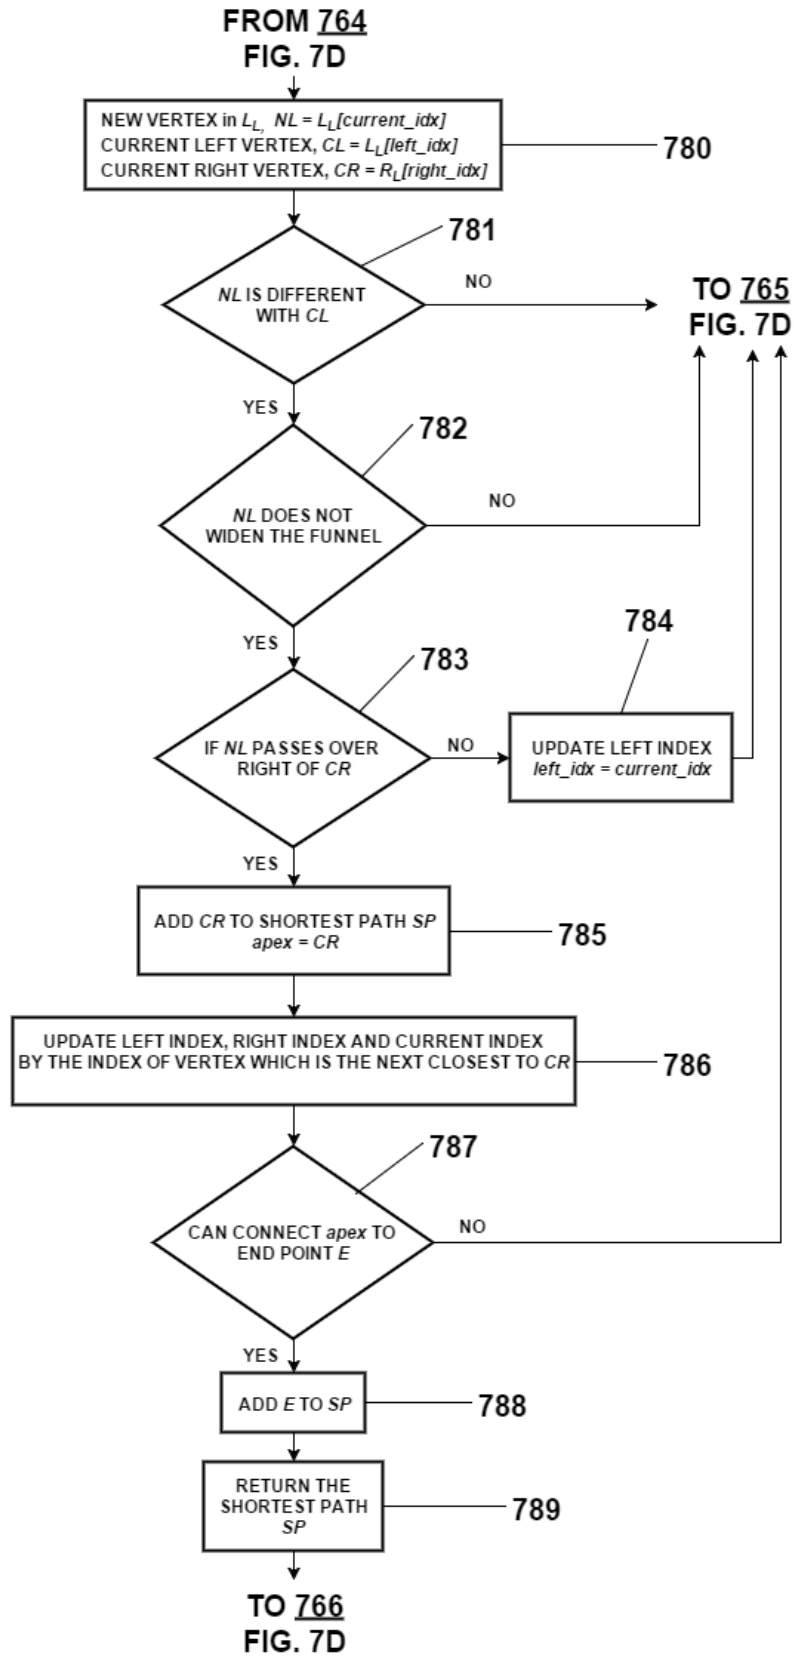 FROM 764
FIG. 7D
NEW VERTEX in LL, NL = LL[current_idx]
CURRENT LEFT VERTEX, CL = LL[left_idx]
CURRENT RIGHT VERTEX, CR = RL[right_idx]
780
781
NL IS DIFFERENT
WITH CL
NO
TO 765
FIG. 7D
YES
782
NL DOES NOT
WIDEN THE FUNNEL
NO
YES
783
784
IF NL PASSES OVER
RIGHT OF CR
NO
UPDATE LEFT INDEX
left_idx = current_idx
YES
ADD CR TO SHORTEST PATH SP
apex = CR
785
UPDATE LEFT INDEX, RIGHT INDEX AND CURRENT INDEX
BY THE INDEX OF VERTEX WHICH IS THE NEXT CLOSEST TO CR
786
787
CAN CONNECT apex TO
END POINT E
NO
YES
ADD E TO SP
788
RETURN THE
SHORTEST PATH
SP
789
TO 766
FIG. 7D